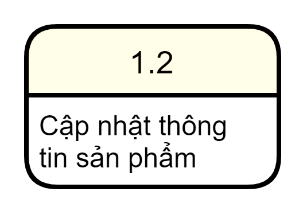 1.2
Cập nhật thông
tin sản phẩm